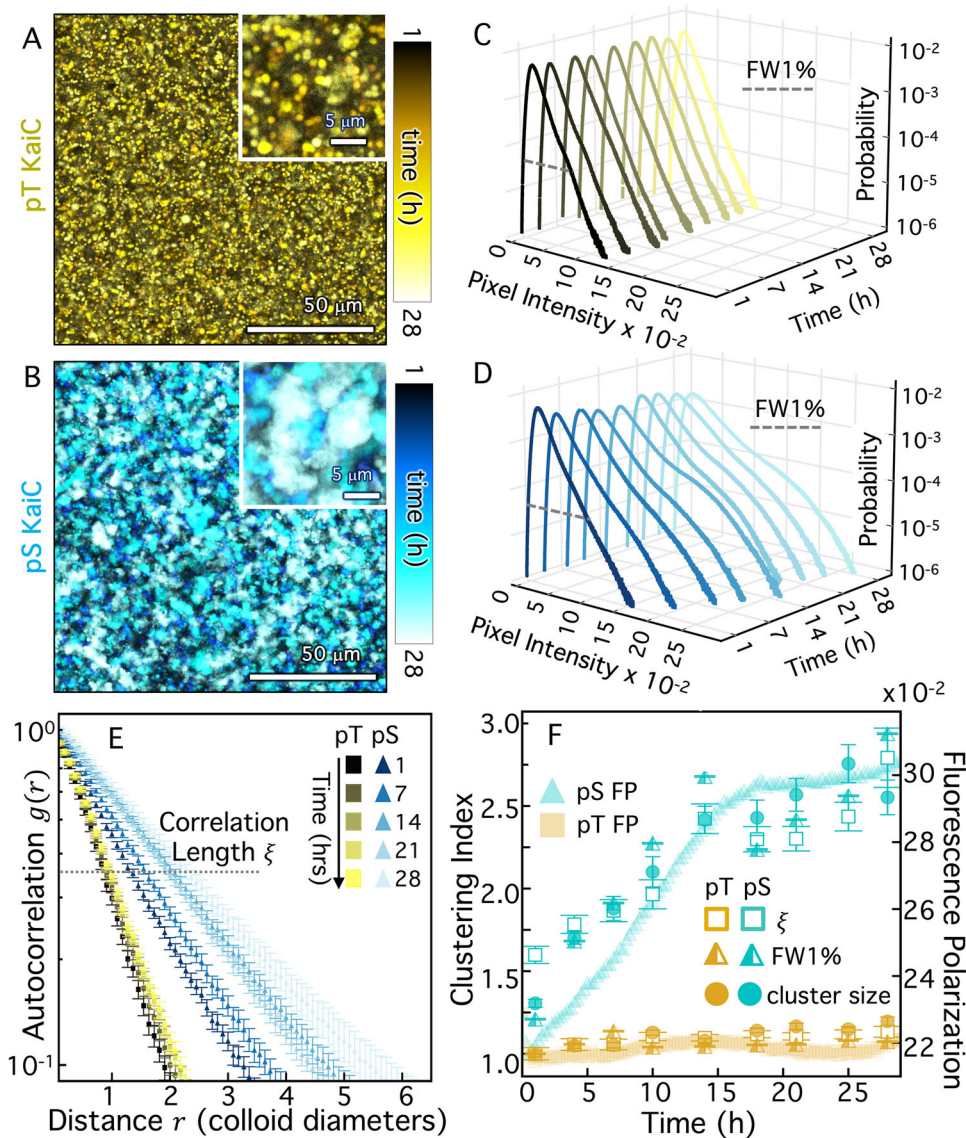 A
pT KaiC
5 µm
50 µm
1
time (h)
28
B
pS KaiC
5 µm
50 µm
1
time (h)
28
C
FW1%
10⁻²
10⁻³
10⁻⁴
10⁻⁵
10⁻⁶
Probability
0
5
10
15
20
25
Pixel Intensity x 10⁻²
1
7
14
21
28
Time (h)
D
FW1%
10⁻²
10⁻³
10⁻⁴
10⁻⁵
10⁻⁶
Probability
0
5
10
15
20
25
Pixel Intensity x 10⁻²
1
7
14
21
28
Time (h)
E
10⁰
10⁻¹
Autocorrelation g(r)
pT pS
Time (hrs)
1
7
14
21
28
Correlation
Length ξ
1 2 3 4 5 6
Distance r (colloid diameters)
F
x10⁻²
3.0
2.5
2.0
1.5
1.0
Clustering Index
pS FP
pT FP
pT pS
ξ
FW1%
cluster size
30
28
26
24
22
Fluorescence Polarization
0 5 10 15 20 25
Time (h)